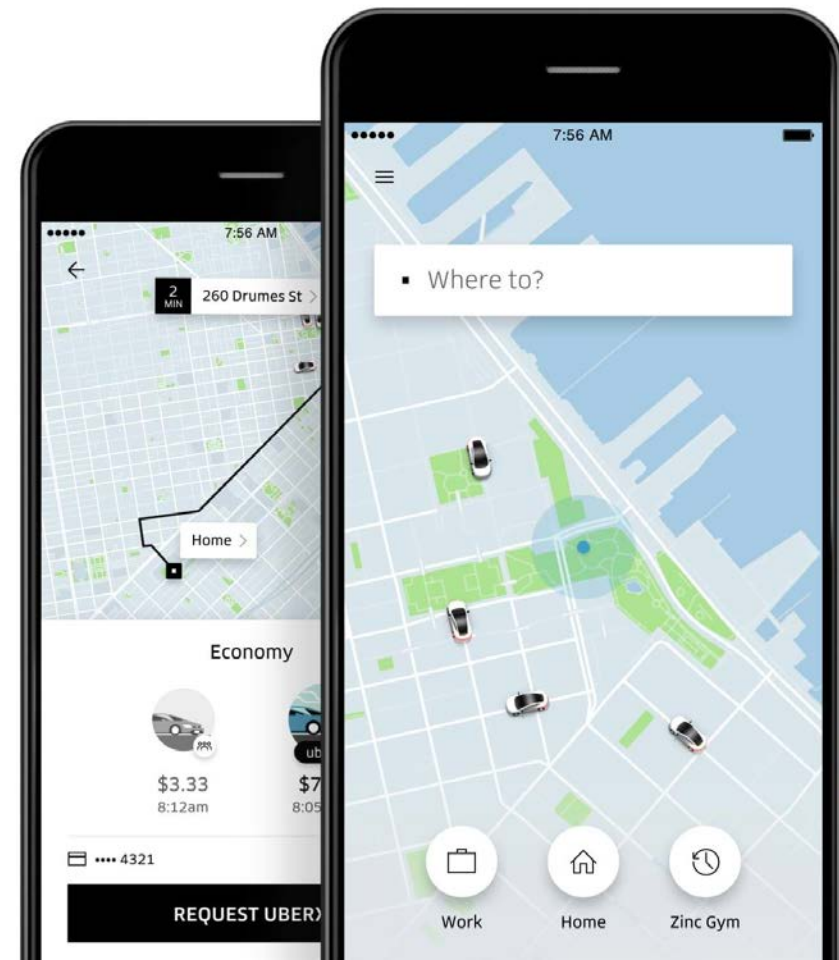 7:56 AM
2 MIN
260 Drumes St >
Home >
Economy
$3.33
8:12am
ub
$7
8:05
•••• 4321
REQUEST UBERX
7:56 AM
Where to?
Work
Home
Zinc Gym